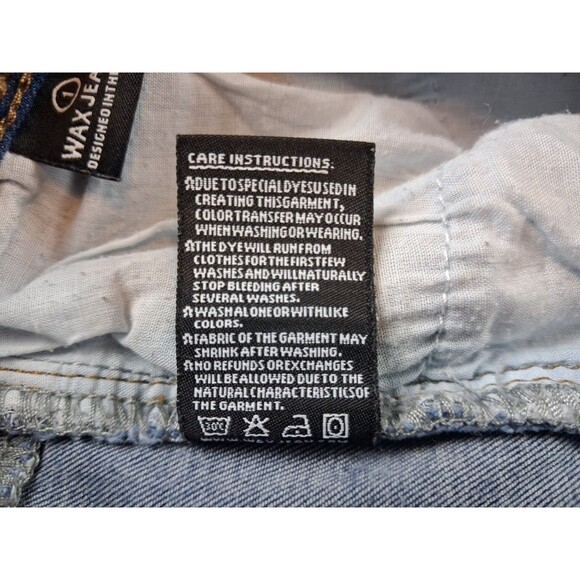 1
WAX JEA
DESIGNED IN TH
CARE INSTRUCTIONS:
☆DUE TO SPECIAL DYES USED IN
CREATING THIS GARMENT,
COLOR TRANSFER MAY OCCUR
WHEN WASHING OR WEARING.
☆THE DYE WILL RUN FROM
CLOTHES FOR THE FIRST FEW
WASHES AND WILL NATURALLY
STOP BLEEDING AFTER
SEVERAL WASHES.
☆WASH ALONE OR WITH LIKE
COLORS.
☆FABRIC OF THE GARMENT MAY
SHRINK AFTER WASHING.
☆NO REFUNDS OR EXCHANGES
WILL BE ALLOWED DUE TO THE
NATURAL CHARACTERISTICS OF
THE GARMENT.
30°C